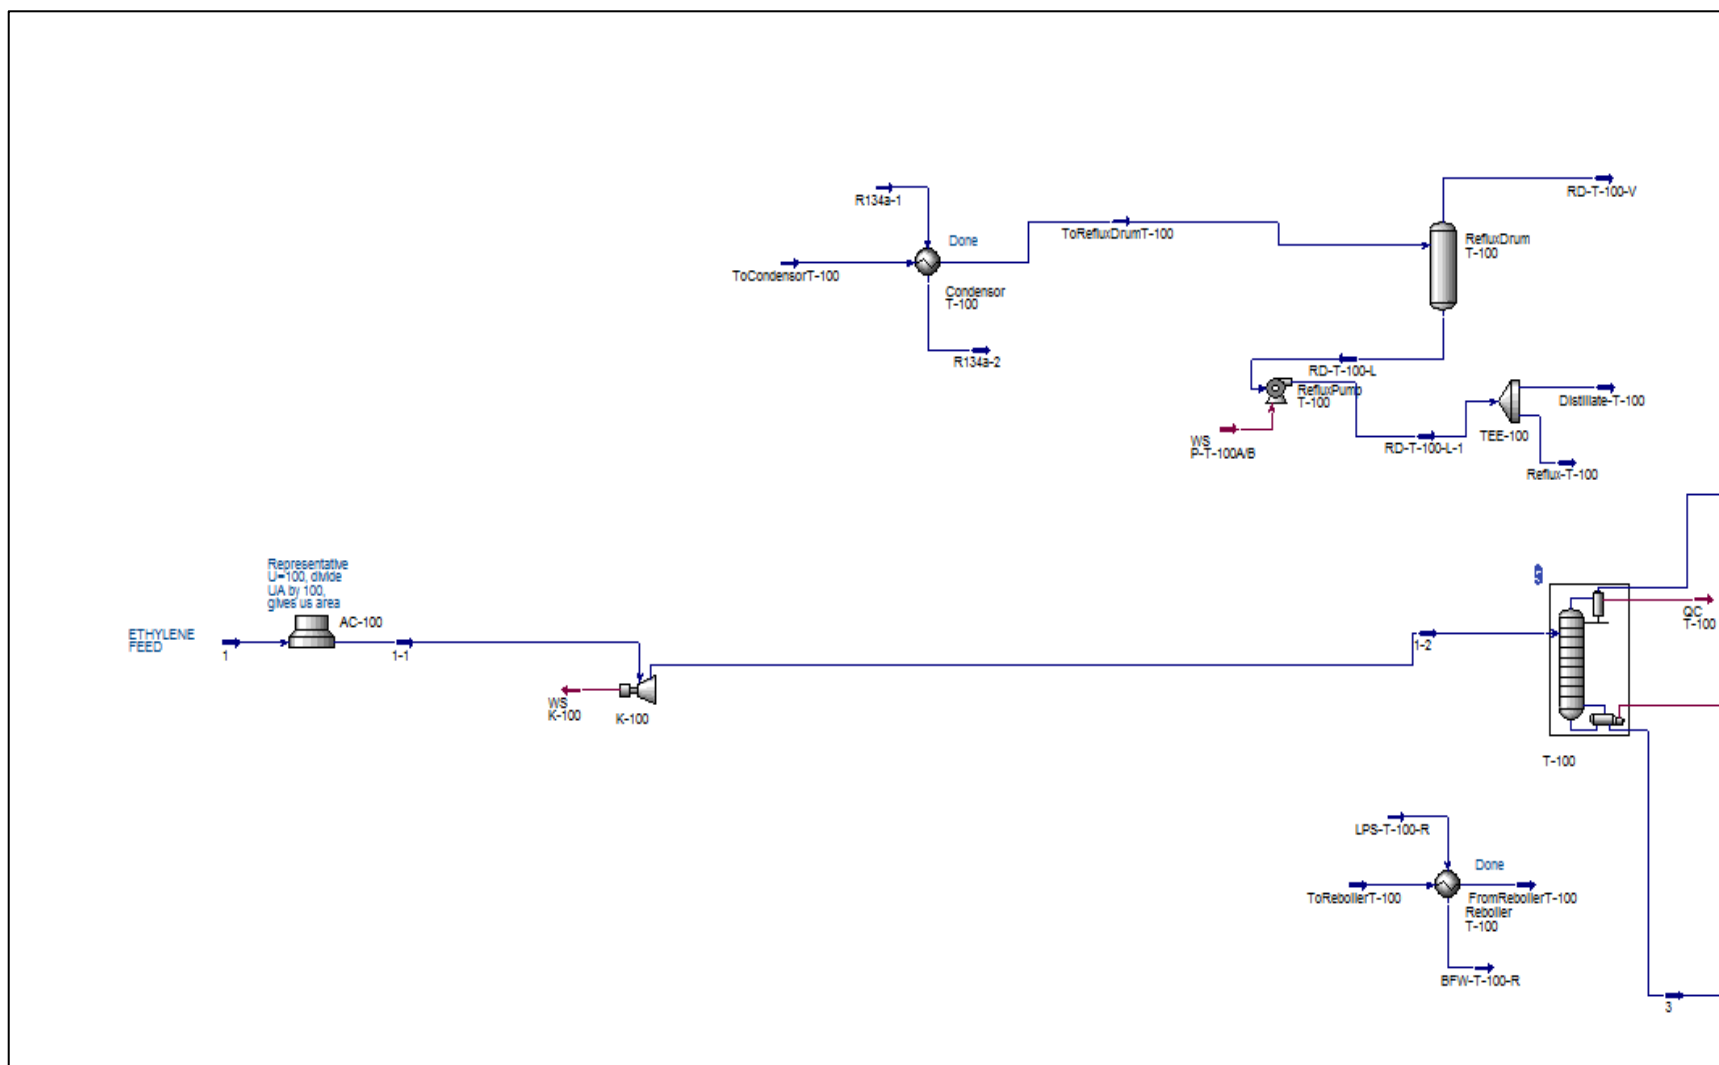 R134a-1
RD-T-100-V
Done
ToRefluxDrumT-100
RefluxDrum
T-100
ToCondensorT-100
Condensor
T-100
R134a-2
RD-T-100-L
RefluxPump
T-100
Distillate-T-100
WS
P-T-100A/B
RD-T-100-L-1
TEE-100
Reflux-T-100
Representative
U=100, divide
UA by 100,
gives us area
AC-100
ETHYLENE
FEED
1
1-1
1-2
QC
T-100
WS
K-100
K-100
T-100
LPS-T-100-R
Done
ToReboilerT-100
FromReboilerT-100
Reboiler
T-100
BFW-T-100-R
3